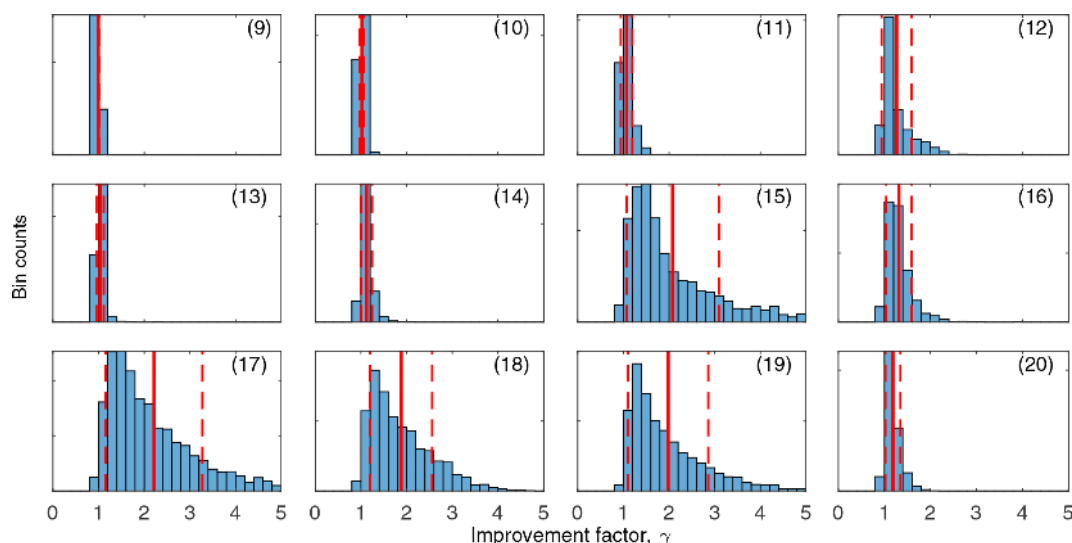 (9) (10) (11) (12)
(13) (14) (15) (16)
Bin counts
(17) (18) (19) (20)
0 1 2 3 4 5 0 1 2 3 4 5 0 1 2 3 4 5 0 1 2 3 4 5
Improvement factor, γ